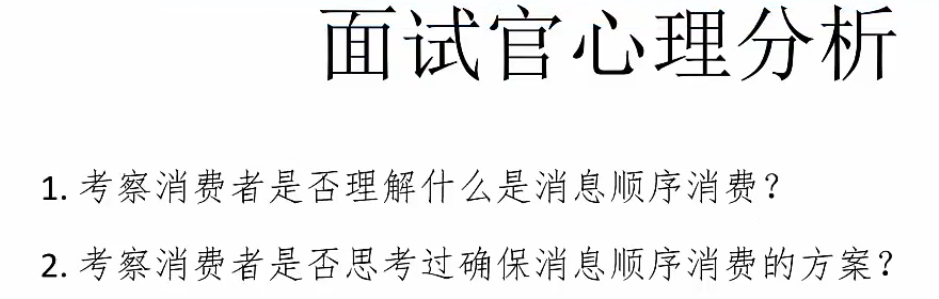 面试官心理分析
1. 考察消费者是否理解什么是消息顺序消费？
2. 考察消费者是否思考过确保消息顺序消费的方案？